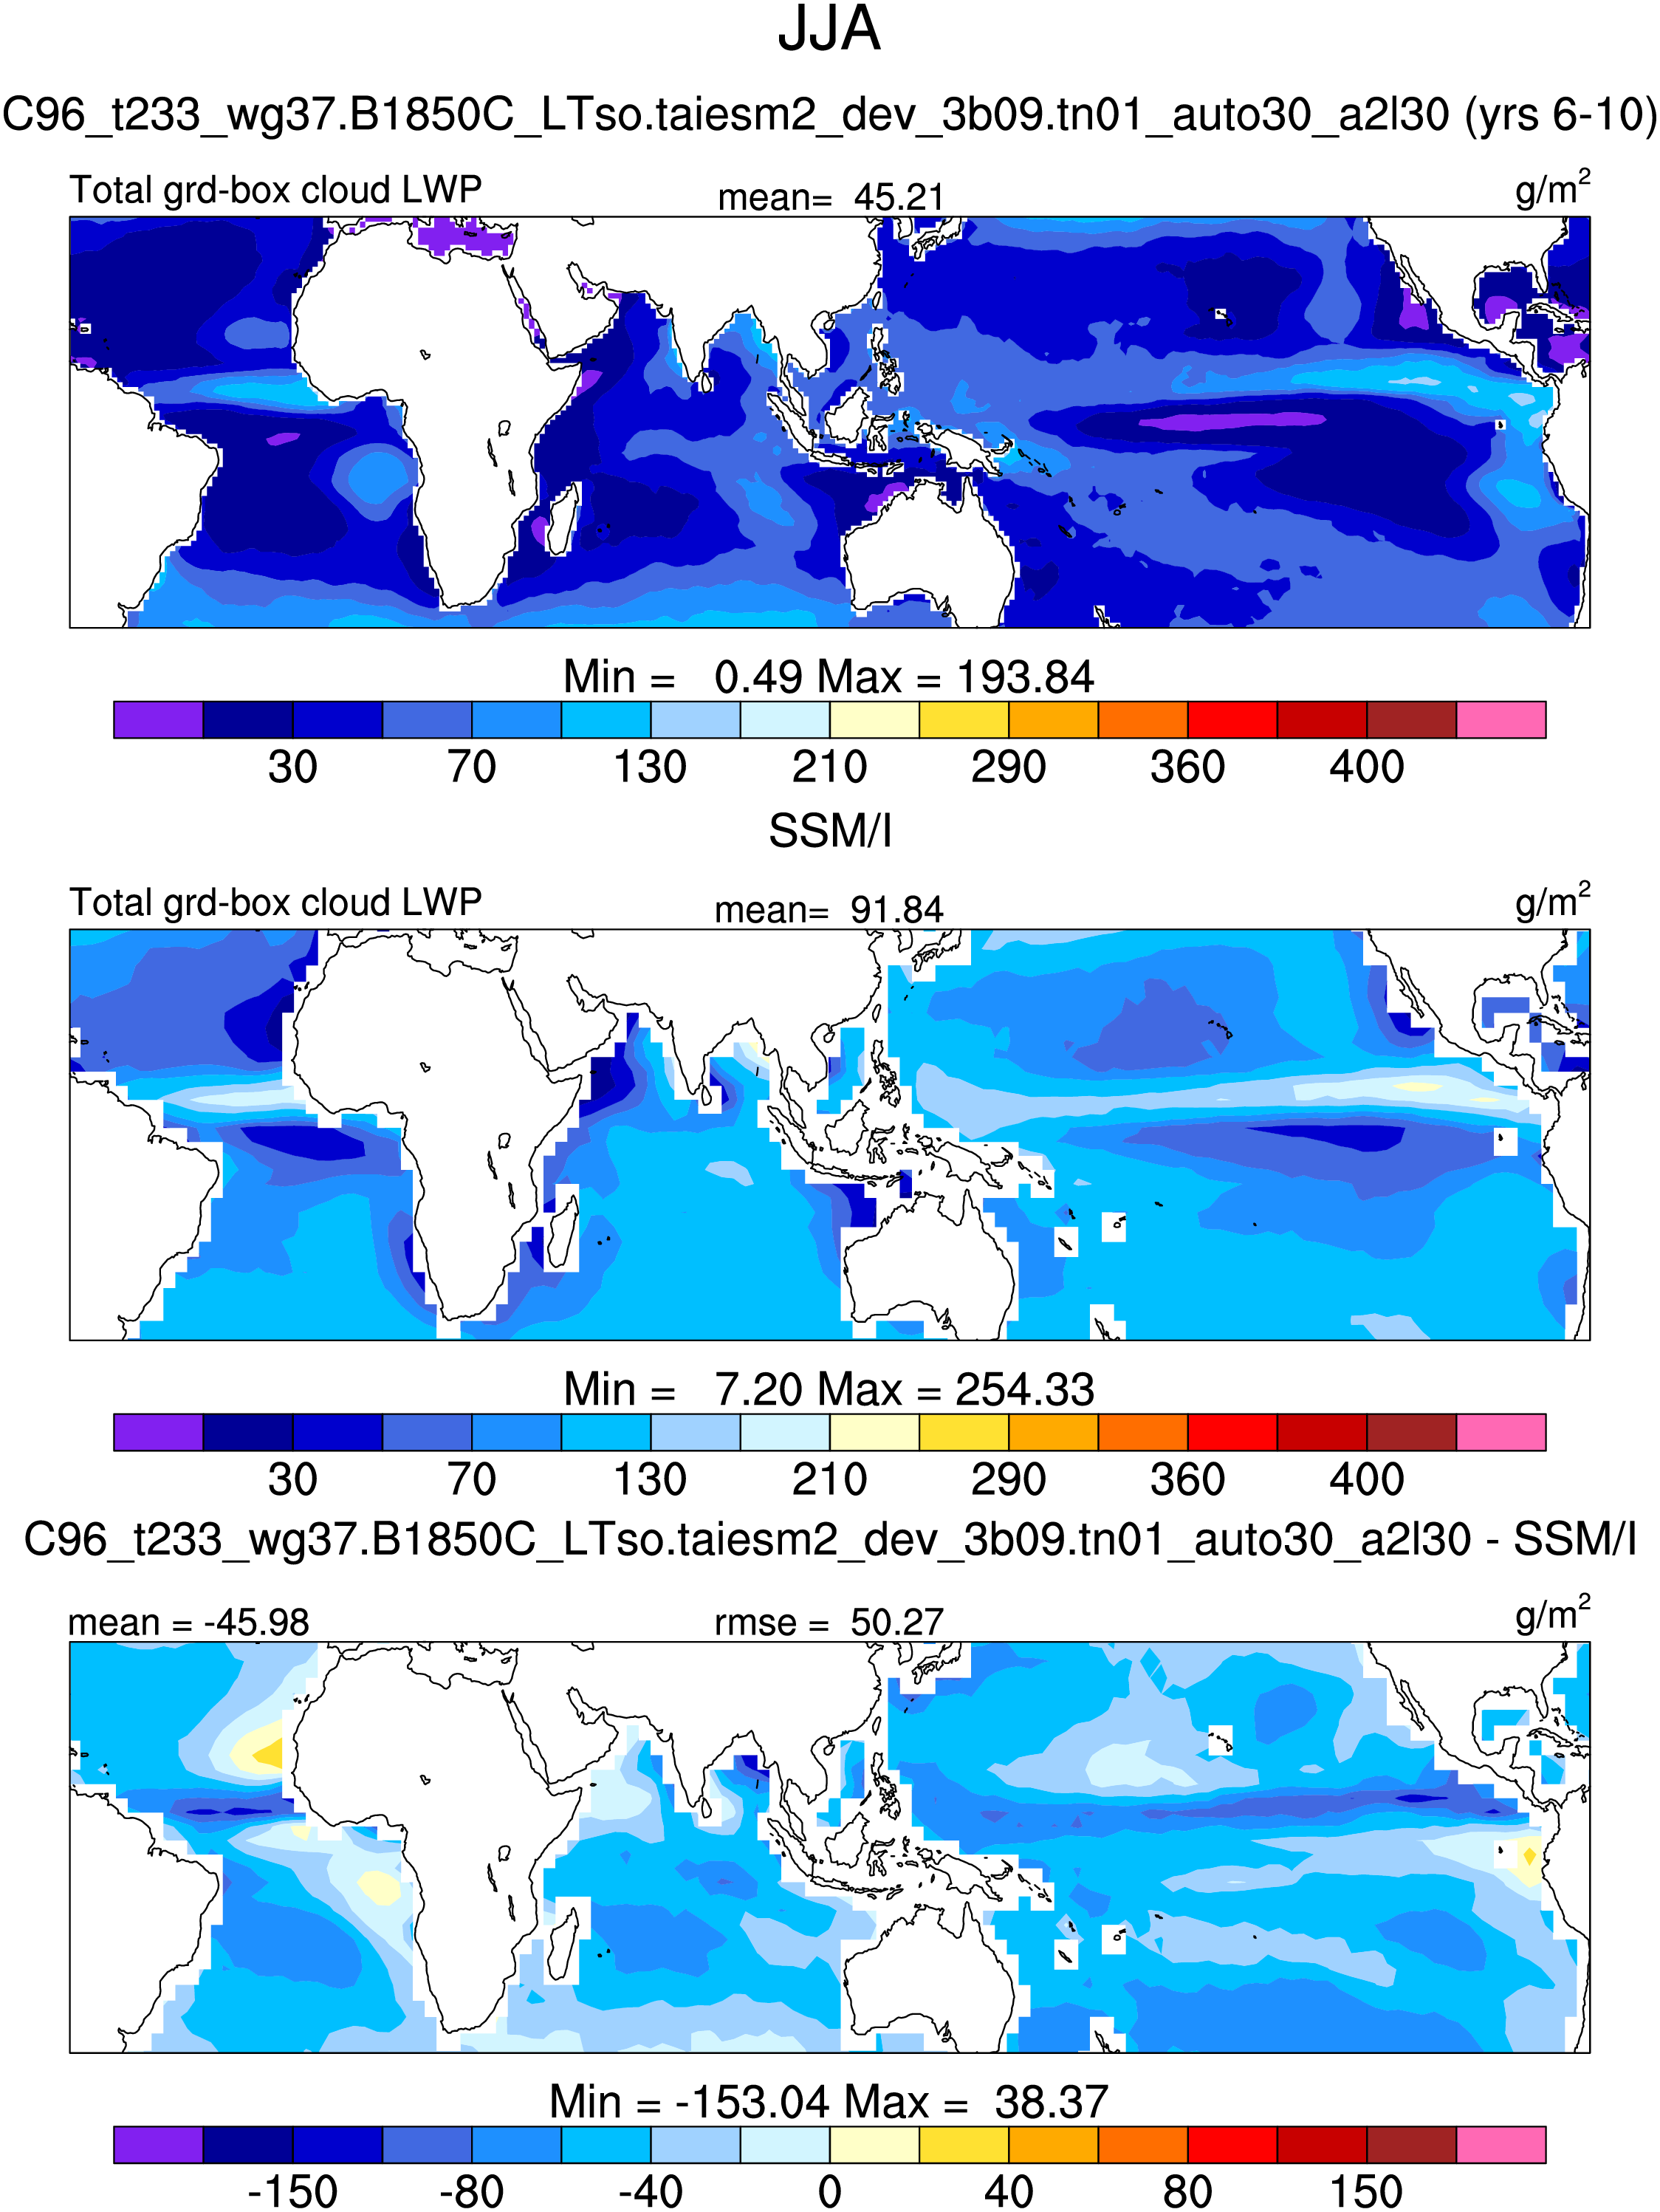 JJA
C96_t233_wg37.B1850C_LTso.taiesm2_dev_3b09.tn01_auto30_a2l30 (yrs 6-10)
Total grd-box cloud LWP mean= 45.21 g/m²
Min = 0.49 Max = 193.84
30 70 130 210 290 360 400
SSM/I
Total grd-box cloud LWP mean= 91.84 g/m²
Min = 7.20 Max = 254.33
30 70 130 210 290 360 400
C96_t233_wg37.B1850C_LTso.taiesm2_dev_3b09.tn01_auto30_a2l30 - SSM/I
mean = -45.98 rmse = 50.27 g/m²
Min = -153.04 Max = 38.37
-150 -80 -40 0 40 80 150